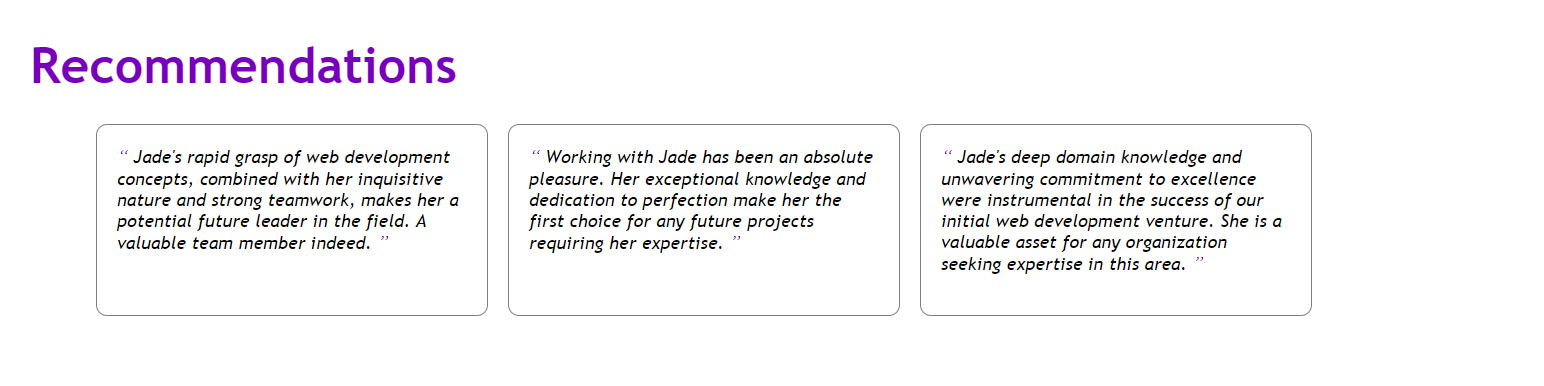 Recommendations
“ Jade's rapid grasp of web development
concepts, combined with her inquisitive
nature and strong teamwork, makes her a
potential future leader in the field. A
valuable team member indeed. ”
“ Working with Jade has been an absolute
pleasure. Her exceptional knowledge and
dedication to perfection make her the
first choice for any future projects
requiring her expertise. ”
“ Jade's deep domain knowledge and
unwavering commitment to excellence
were instrumental in the success of our
initial web development venture. She is a
valuable asset for any organization
seeking expertise in this area. ”